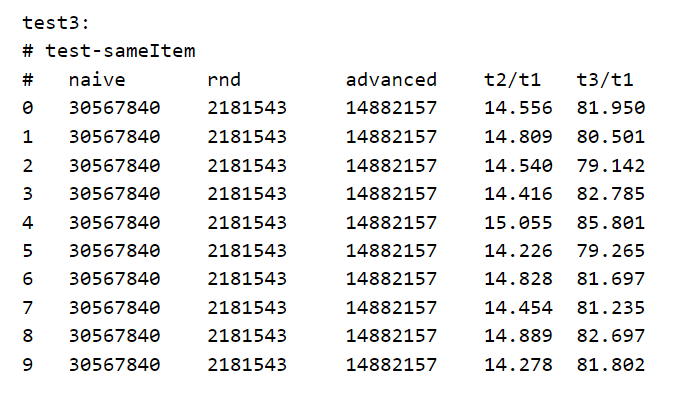 test3:
# test-sameItem
#   naive       rnd         advanced    t2/t1   t3/t1
0   30567840    2181543     14882157    14.556  81.950
1   30567840    2181543     14882157    14.809  80.501
2   30567840    2181543     14882157    14.540  79.142
3   30567840    2181543     14882157    14.416  82.785
4   30567840    2181543     14882157    15.055  85.801
5   30567840    2181543     14882157    14.226  79.265
6   30567840    2181543     14882157    14.828  81.697
7   30567840    2181543     14882157    14.454  81.235
8   30567840    2181543     14882157    14.889  82.697
9   30567840    2181543     14882157    14.278  81.802